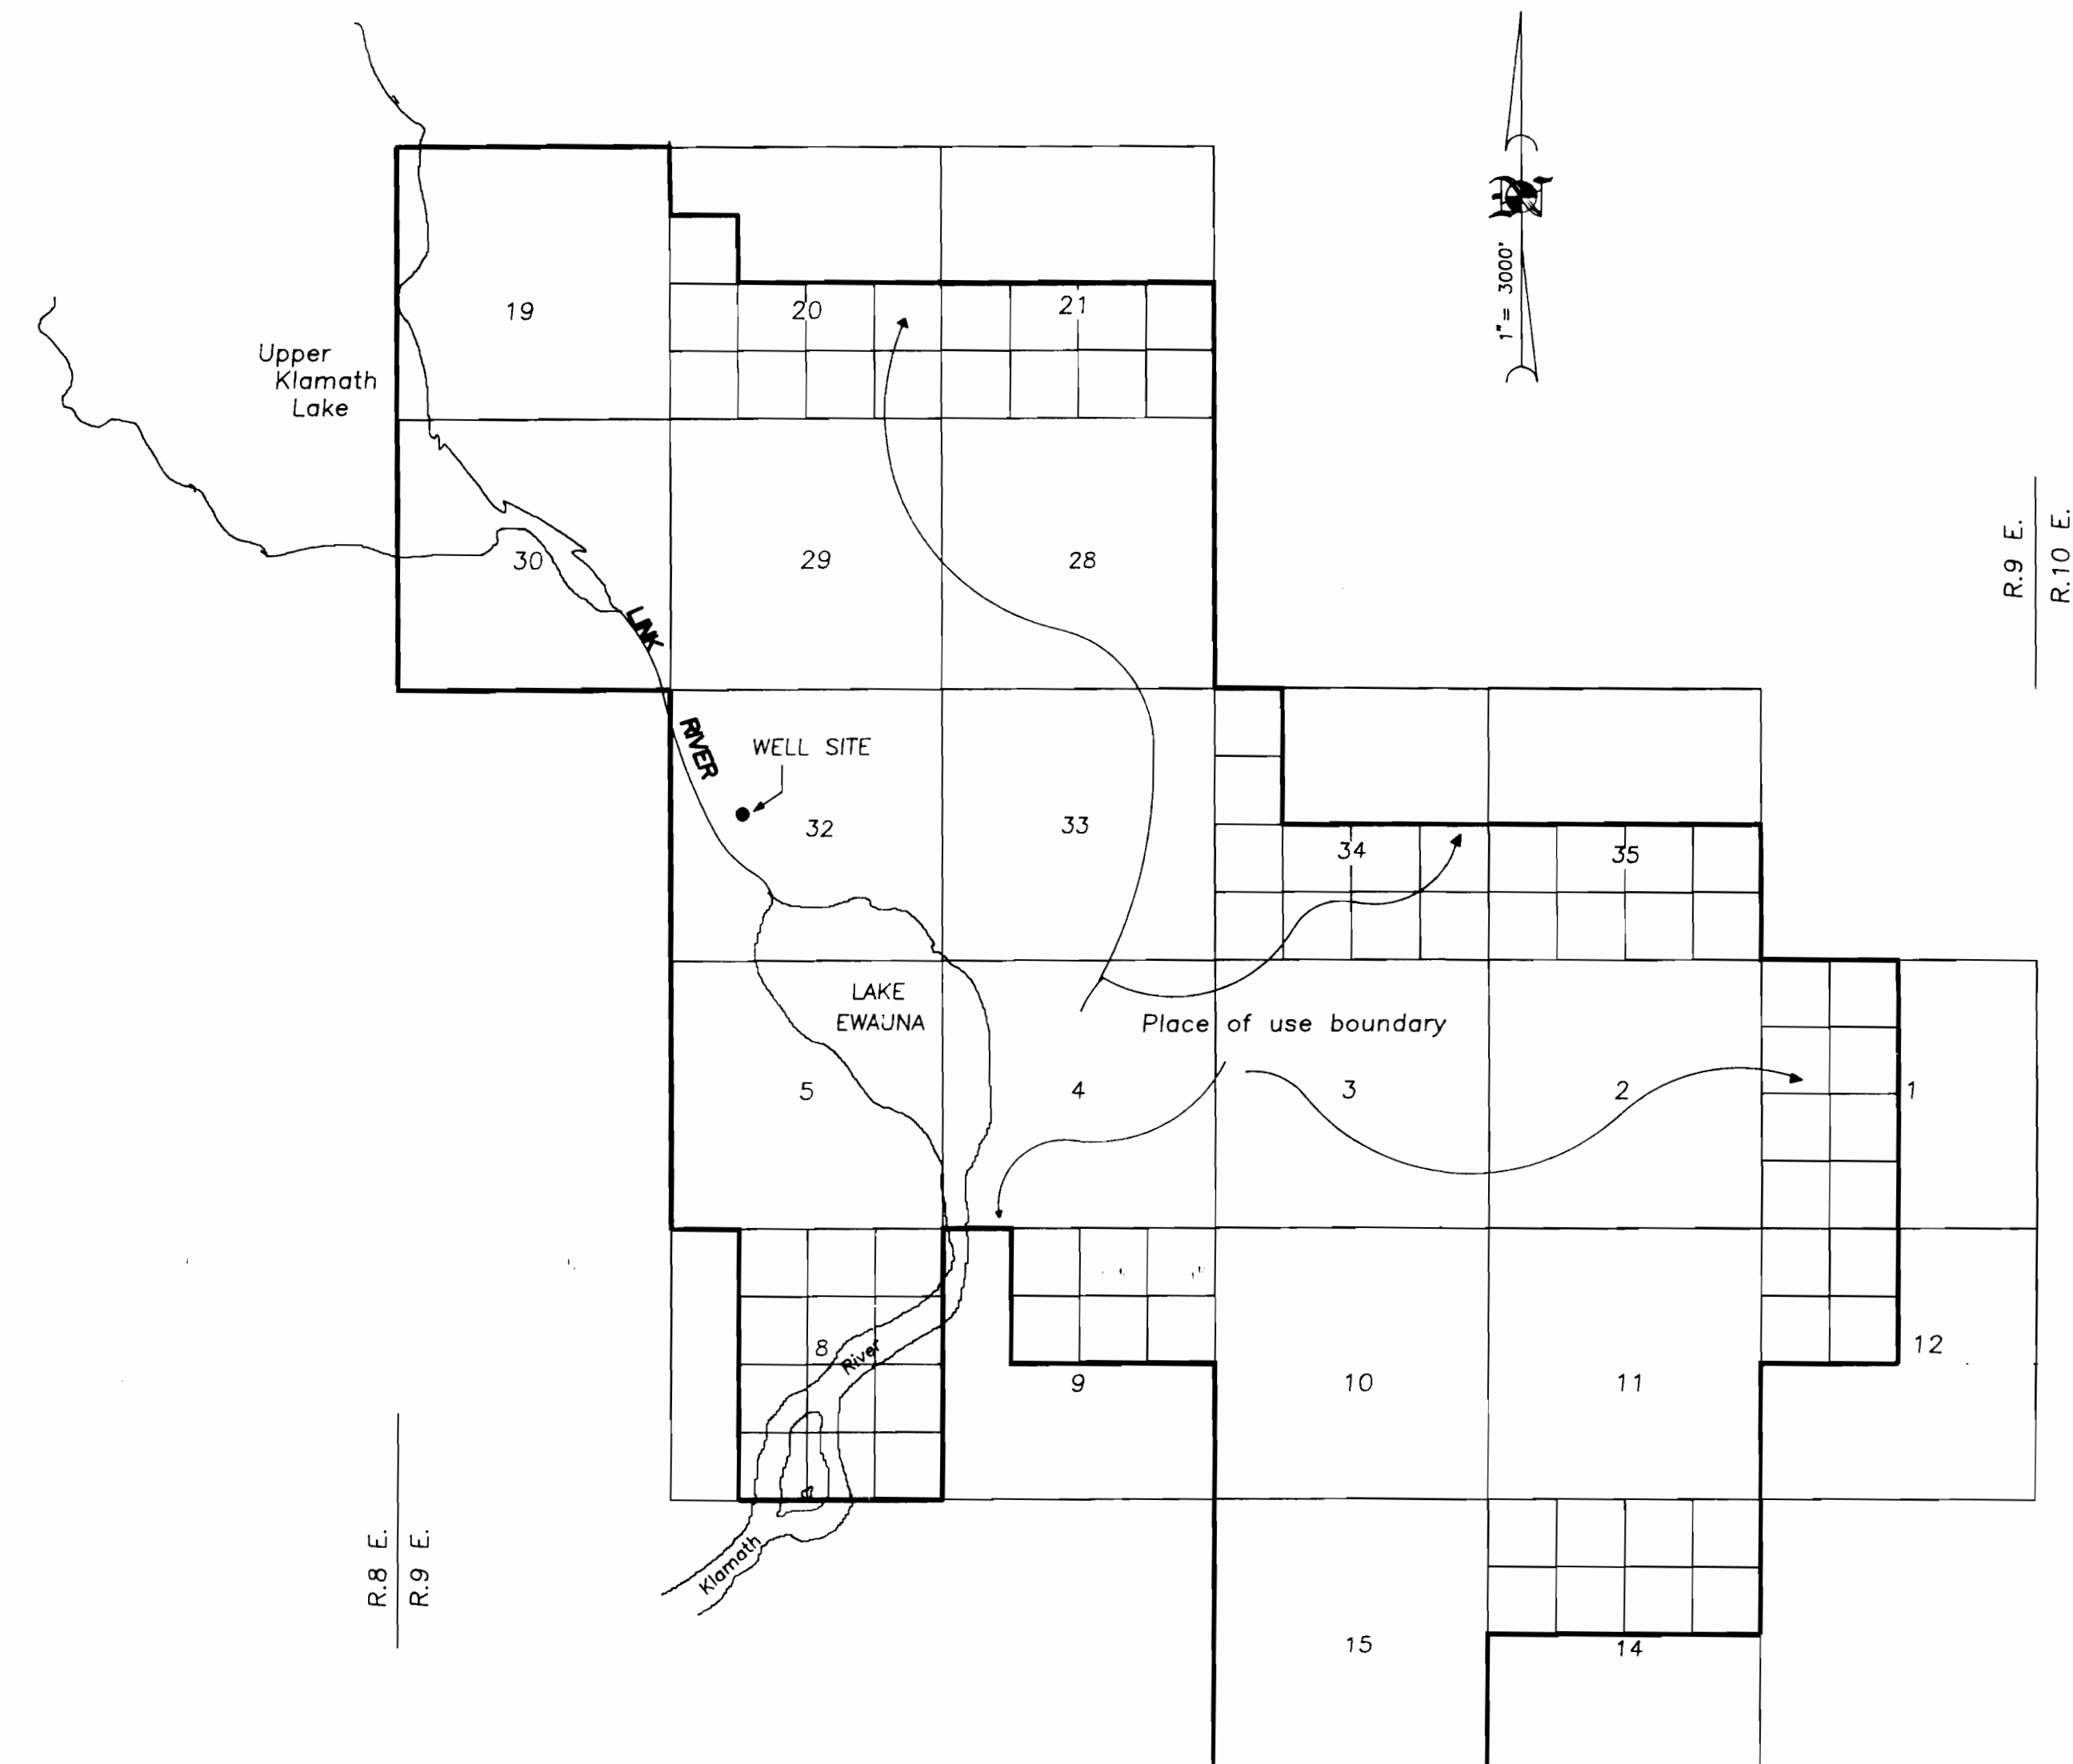 1"= 3000'
19
20
21
Upper
Klamath
Lake
R.9 E.
R.10 E.
30
29
28
LINK
RIVER
WELL SITE
32
33
34
35
LAKE
EWAUNA
Place of use boundary
5
4
3
2
1
8
River
9
10
11
12
R.8 E.
R.9 E.
Klamath
15
14